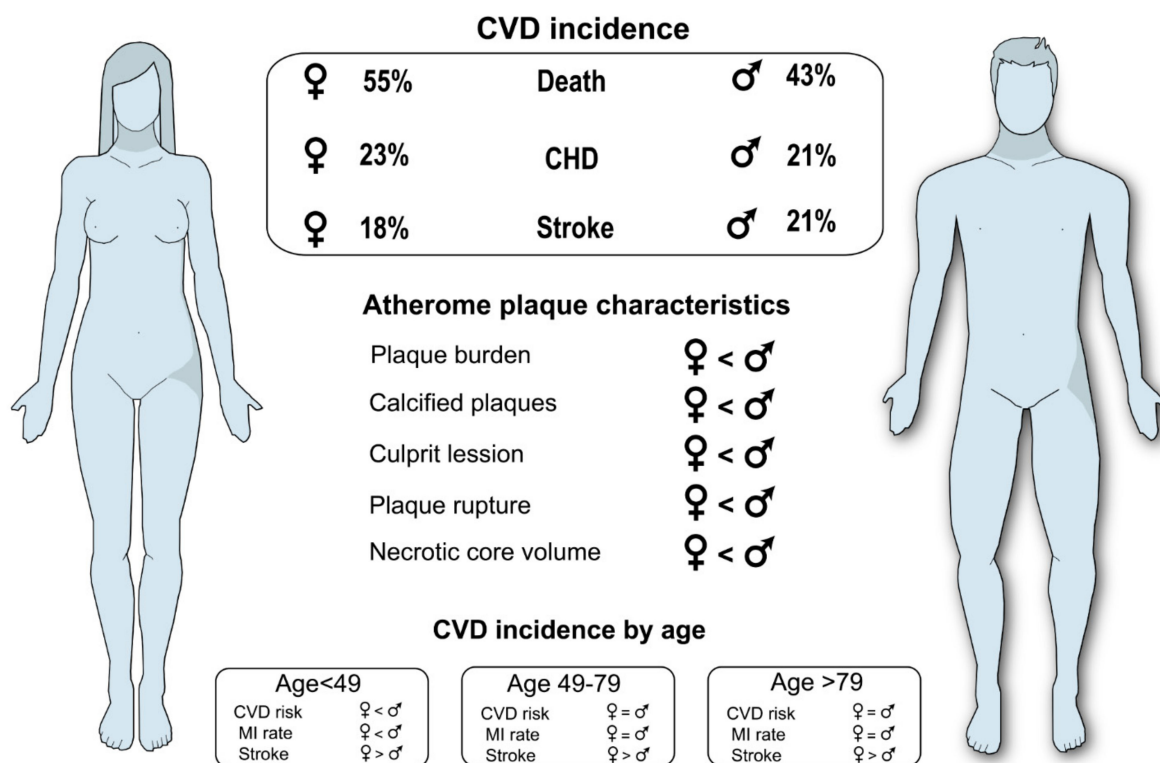 CVD incidence
♀ 55% Death ♂ 43%
♀ 23% CHD ♂ 21%
♀ 18% Stroke ♂ 21%
Atherome plaque characteristics
Plaque burden ♀ < ♂
Calcified plaques ♀ < ♂
Culprit lession ♀ < ♂
Plaque rupture ♀ < ♂
Necrotic core volume ♀ < ♂
CVD incidence by age
Age<49
CVD risk ♀ < ♂
MI rate ♀ < ♂
Stroke ♀ > ♂
Age 49-79
CVD risk ♀ = ♂
MI rate ♀ = ♂
Stroke ♀ > ♂
Age >79
CVD risk ♀ = ♂
MI rate ♀ = ♂
Stroke ♀ > ♂